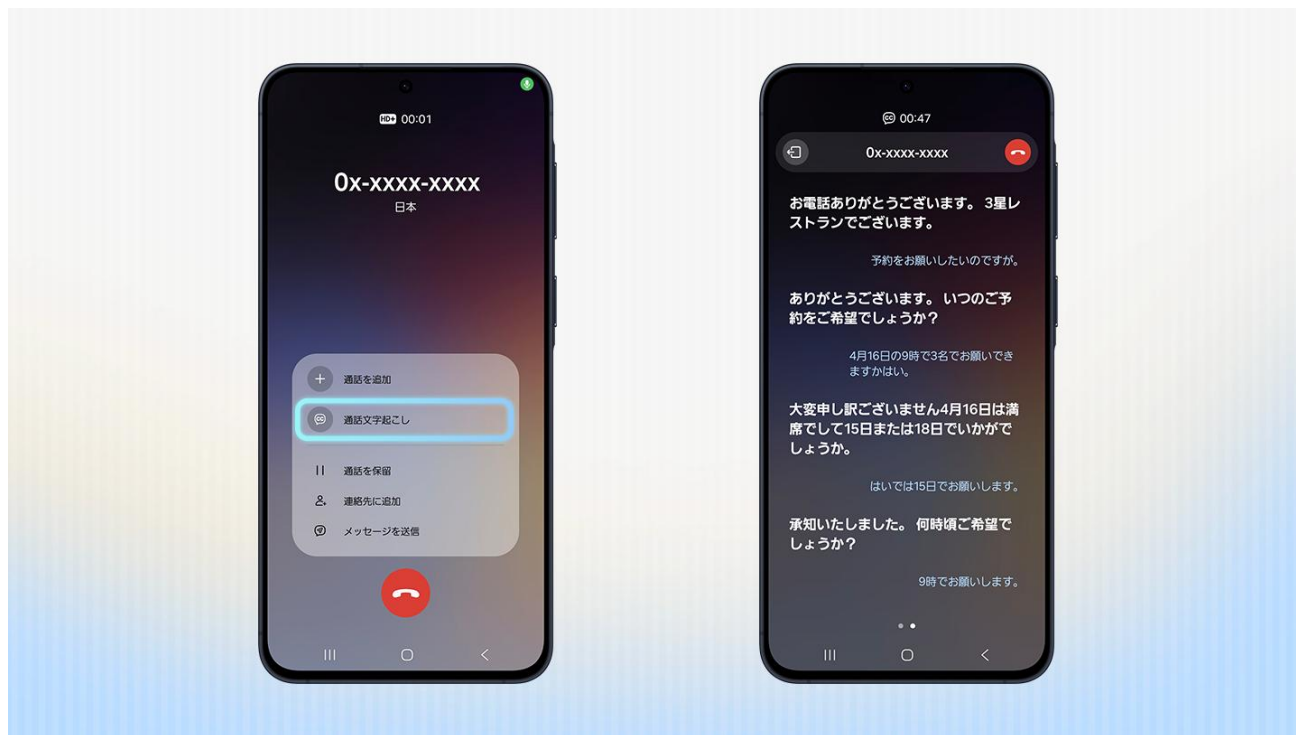 HD+ 00:01
0x-xxxx-xxxx
日本
通話を追加
通話文字起こし
通話を保留
連絡先に追加
メッセージを送信
CC 00:47
0x-xxxx-xxxx
お電話ありがとうございます。 3星レ
ストランでございます。
予約をお願いしたいのですが。
ありがとうございます。 いつのご予
約をご希望でしょうか？
4月16日の9時で3名でお願いでき
ますかはい。
大変申し訳ございません4月16日は満
席でして15日または18日でいかがで
しょうか。
はいでは15日でお願いします。
承知いたしました。 何時頃ご希望で
しょうか？
9時でお願いします。